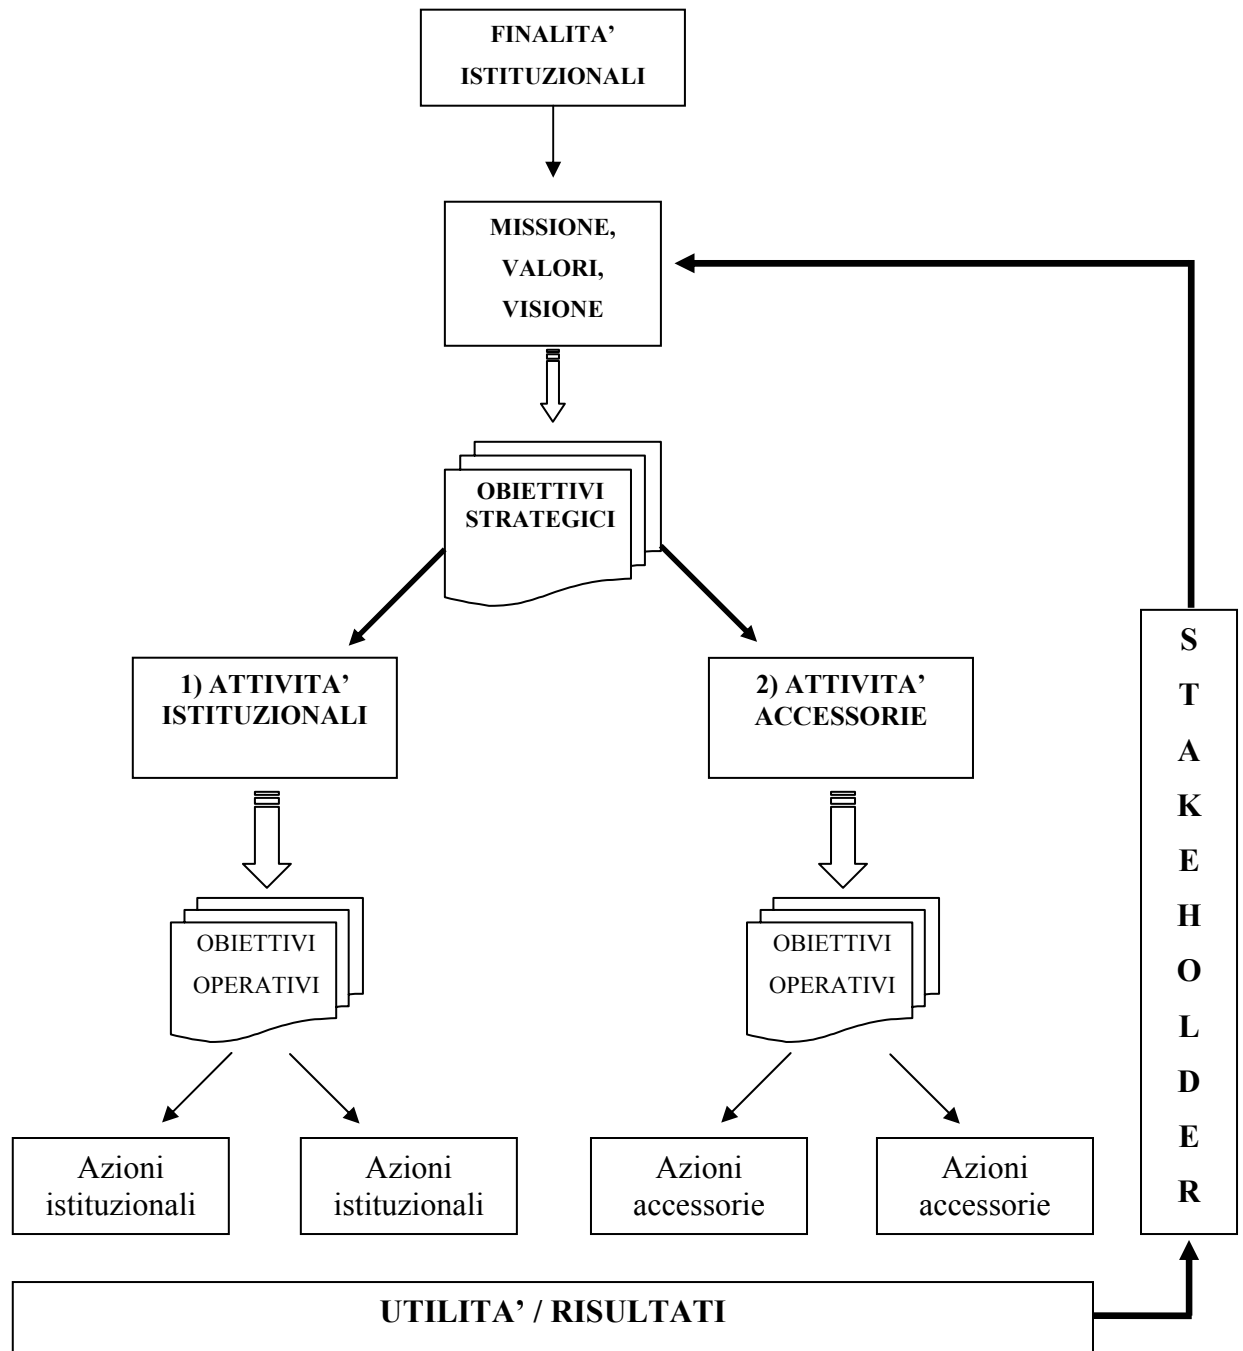 FINALITA’
ISTITUZIONALI
MISSIONE,
VALORI,
VISIONE
OBIETTIVI
STRATEGICI
1) ATTIVITA’
ISTITUZIONALI
2) ATTIVITA’
ACCESSORIE
OBIETTIVI
OPERATIVI
OBIETTIVI
OPERATIVI
Azioni
istituzionali
Azioni
istituzionali
Azioni
accessorie
Azioni
accessorie
S
T
A
K
E
H
O
L
D
E
R
UTILITA’ / RISULTATI